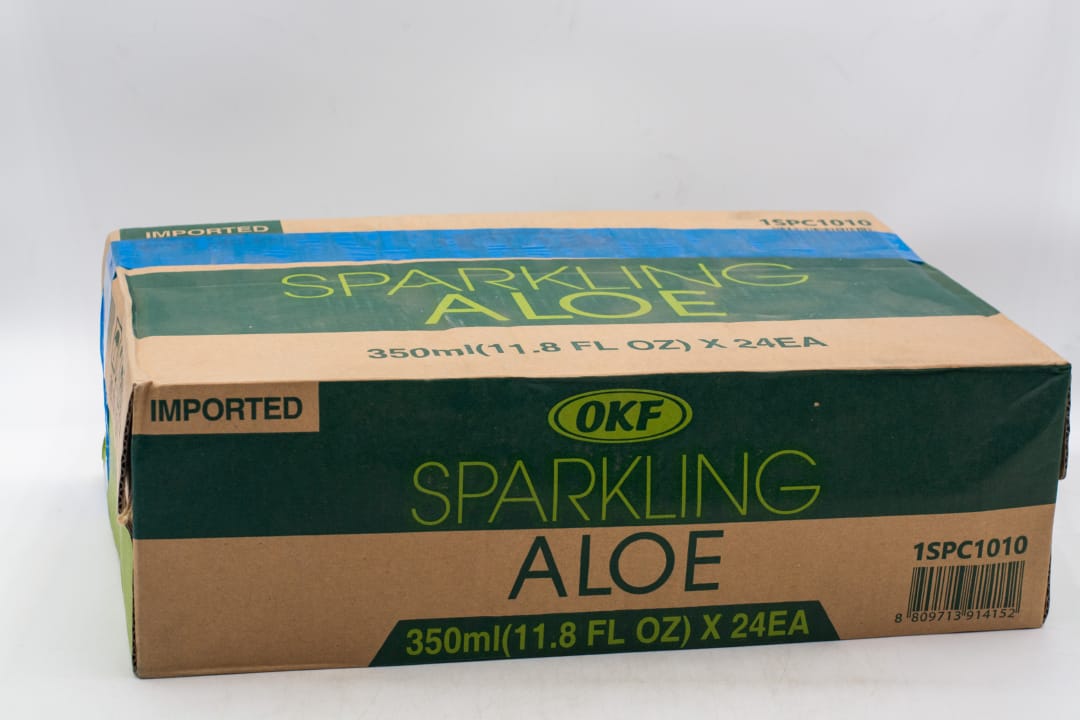 IMPORTED
1SPC1010
SPARKLING
ALOE
350ml(11.8 FL OZ) X 24EA
IMPORTED
OKF
SPARKLING
ALOE
1SPC1010
8 809713 914152
350ml(11.8 FL OZ) X 24EA